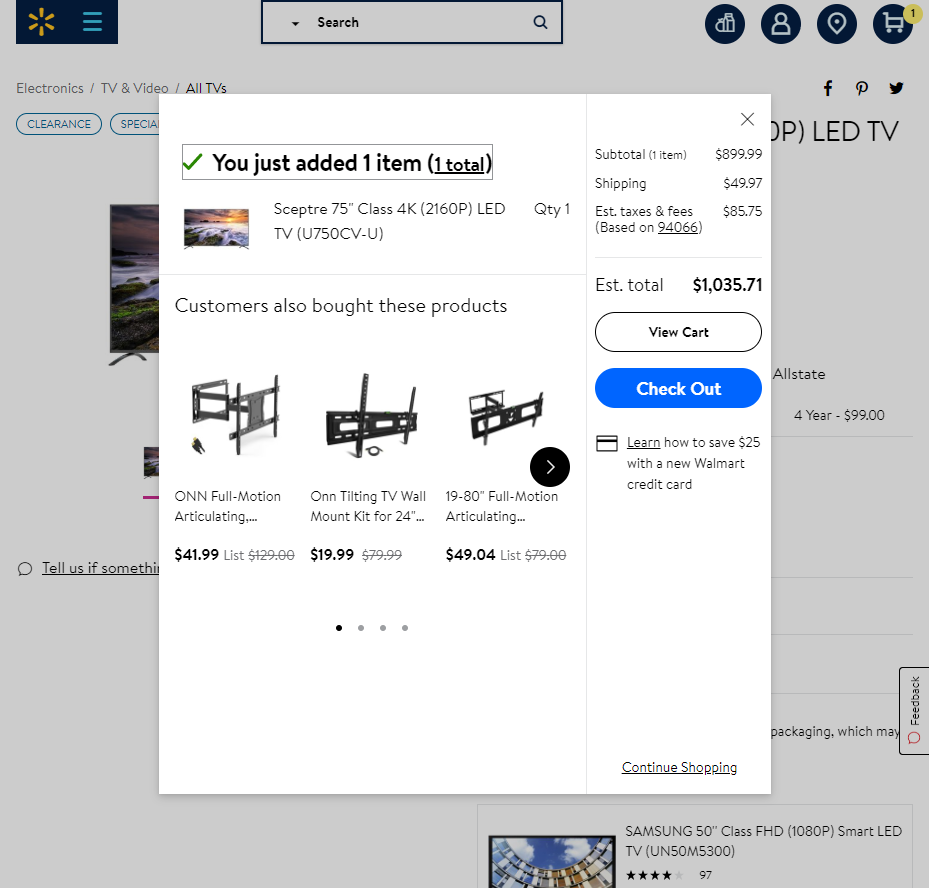 Search
1
Electronics / TV & Video / All TVs
CLEARANCE
0P) LED TV
You just added 1 item (1 total)
Sceptre 75" Class 4K (2160P) LED
TV (U750CV-U)
Qty 1
Subtotal (1 item) $899.99
Shipping $49.97
Est. taxes & fees $85.75
(Based on 94066)
Est. total $1,035.71
View Cart
Check Out
Learn how to save $25
with a new Walmart
credit card
Continue Shopping
Customers also bought these products
ONN Full-Motion
Articulating,...
$41.99 List $129.00
Onn Tilting TV Wall
Mount Kit for 24"...
$19.99 $79.99
19-80" Full-Motion
Articulating...
$49.04 List $79.00
Allstate
4 Year - $99.00
Tell us if
packaging, which may
Feedback
SAMSUNG 50" Class FHD (1080P) Smart LED
TV (UN50M5300)
97